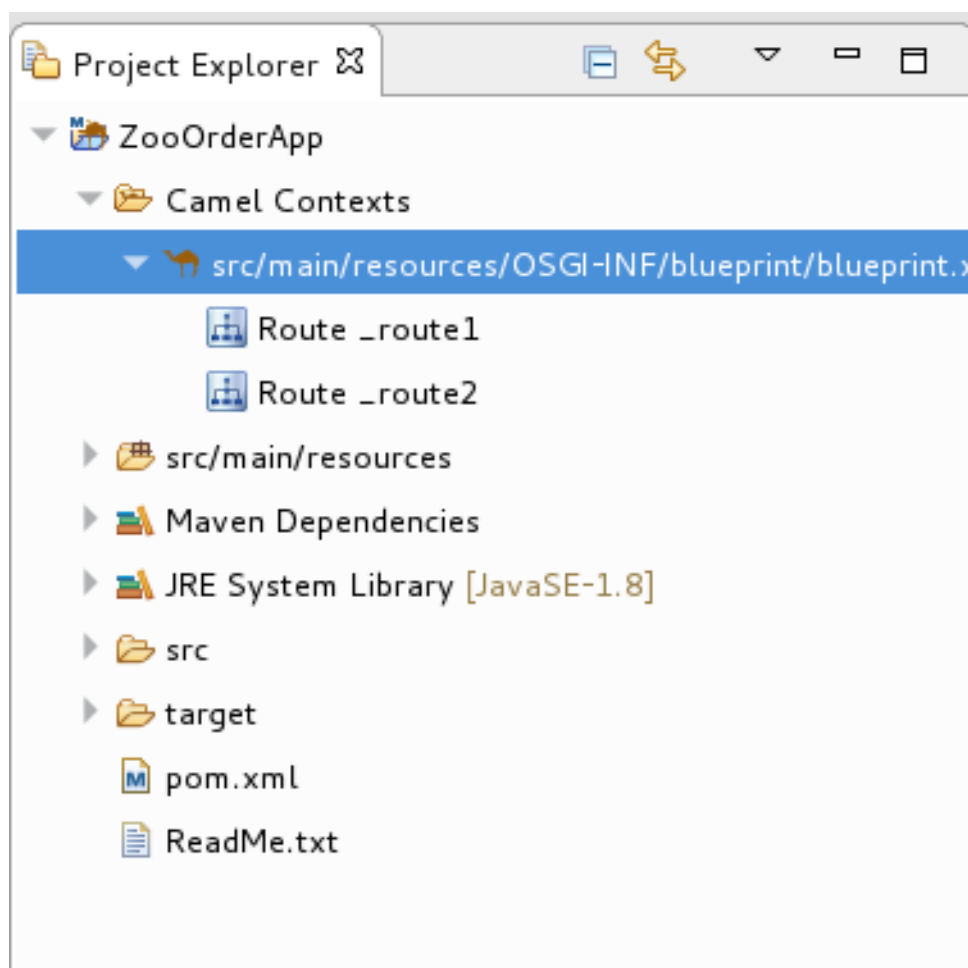 Project Explorer
ZooOrderApp
Camel Contexts
src/main/resources/OSGI-INF/blueprint/blueprint.x
Route _route1
Route _route2
src/main/resources
Maven Dependencies
JRE System Library [JavaSE-1.8]
src
target
pom.xml
ReadMe.txt